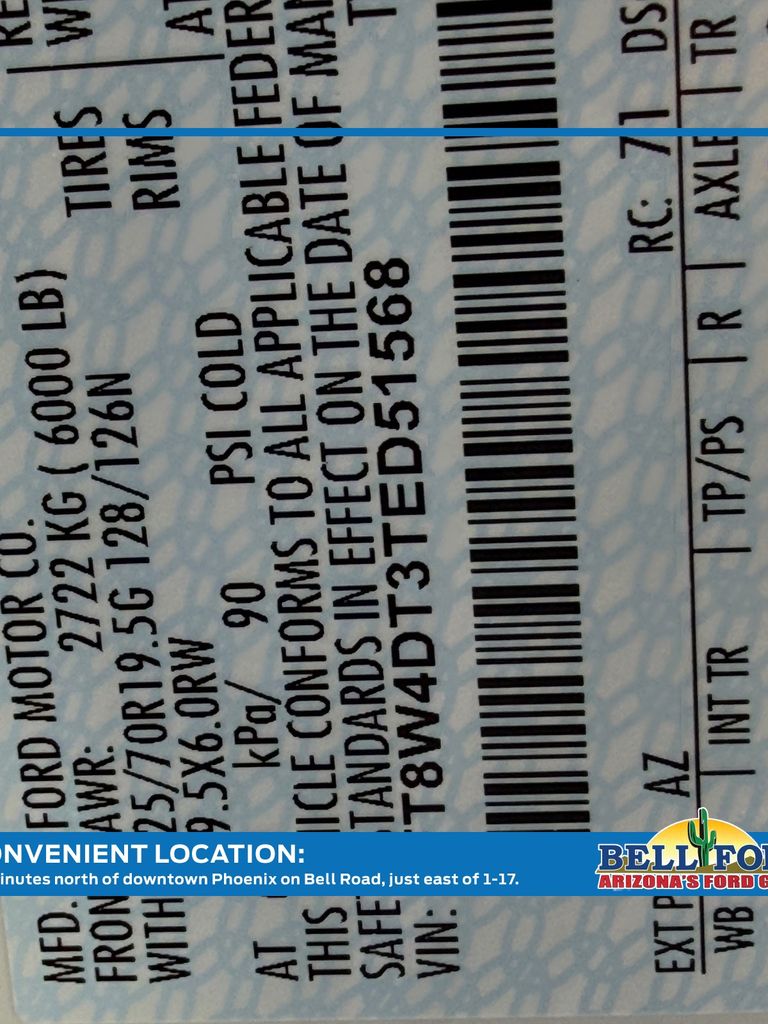 MFD. FORD MOTOR CO.
FRON AWR: 2722 KG ( 6000 LB)
WITH 25/70R19.5G 128/126N TIRES
9.5X6.0RW RIMS
AT kPa/ 90 PSI COLD
THIS ICLE CONFORMS TO ALL APPLICABLE FEDER
SAFE TANDARDS IN EFFECT ON THE DATE OF MAN
VIN: T8W4DT3TED51568
EXT P AZ RC: 71 DS
WB INT TR TP/PS R AXLE TR
ONVENIENT LOCATION:
inutes north of downtown Phoenix on Bell Road, just east of 1-17.
BELL FO
ARIZONA'S FORD G